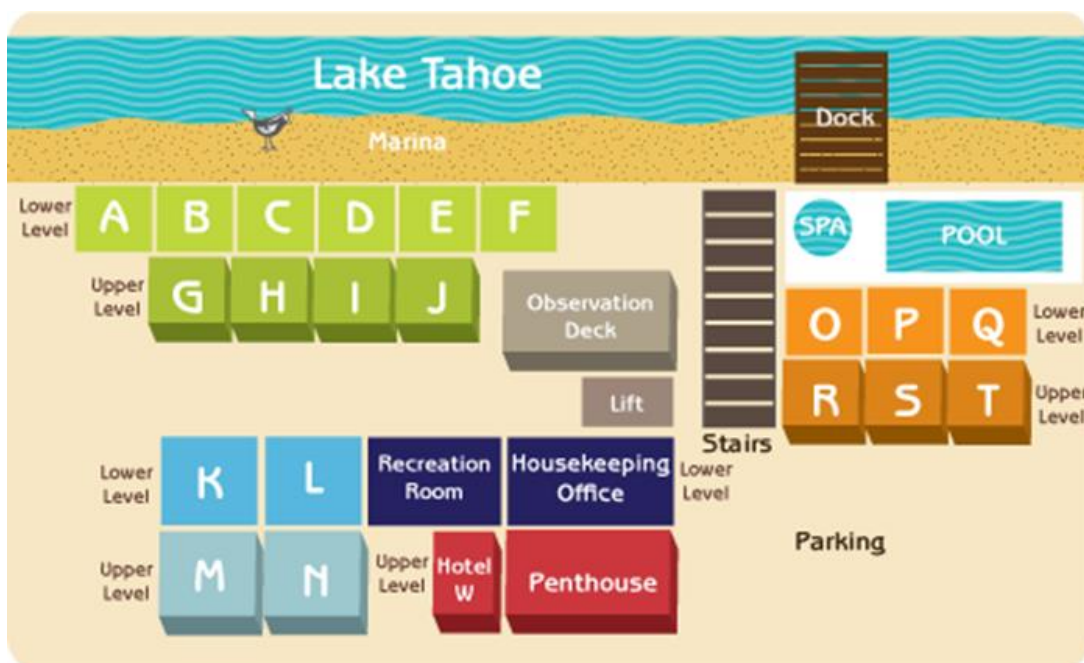 Lake Tahoe
Dock
Marina
Lower
Level
A B C D E F
SPA
POOL
Upper
Level
G H I J
Observation
Deck
O P Q
Lower
Level
Lift
R S T
Upper
Level
Stairs
Lower
Level
K L
Recreation
Room
Housekeeping
Office
Lower
Level
Parking
Upper
Level
M N
Upper
Level
Hotel
W
Penthouse